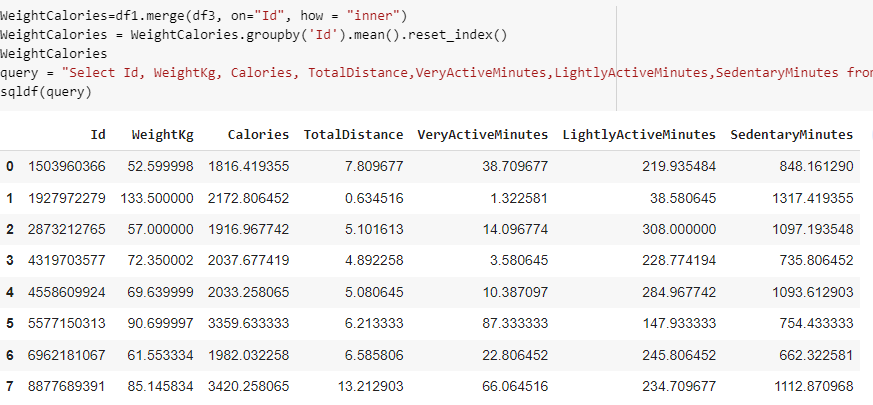 WeightCalories=df1.merge(df3, on="Id", how = "inner")
WeightCalories = WeightCalories.groupby('Id').mean().reset_index()
WeightCalories
query = "Select Id, WeightKg, Calories, TotalDistance,VeryActiveMinutes,LightlyActiveMinutes,SedentaryMinutes from
sqldf(query)
Id WeightKg Calories TotalDistance VeryActiveMinutes LightlyActiveMinutes SedentaryMinutes
0 1503960366 52.599998 1816.419355 7.809677 38.709677 219.935484 848.161290
1 1927972279 133.500000 2172.806452 0.634516 1.322581 38.580645 1317.419355
2 2873212765 57.000000 1916.967742 5.101613 14.096774 308.000000 1097.193548
3 4319703577 72.350002 2037.677419 4.892258 3.580645 228.774194 735.806452
4 4558609924 69.639999 2033.258065 5.080645 10.387097 284.967742 1093.612903
5 5577150313 90.699997 3359.633333 6.213333 87.333333 147.933333 754.433333
6 6962181067 61.553334 1982.032258 6.585806 22.806452 245.806452 662.322581
7 8877689391 85.145834 3420.258065 13.212903 66.064516 234.709677 1112.870968